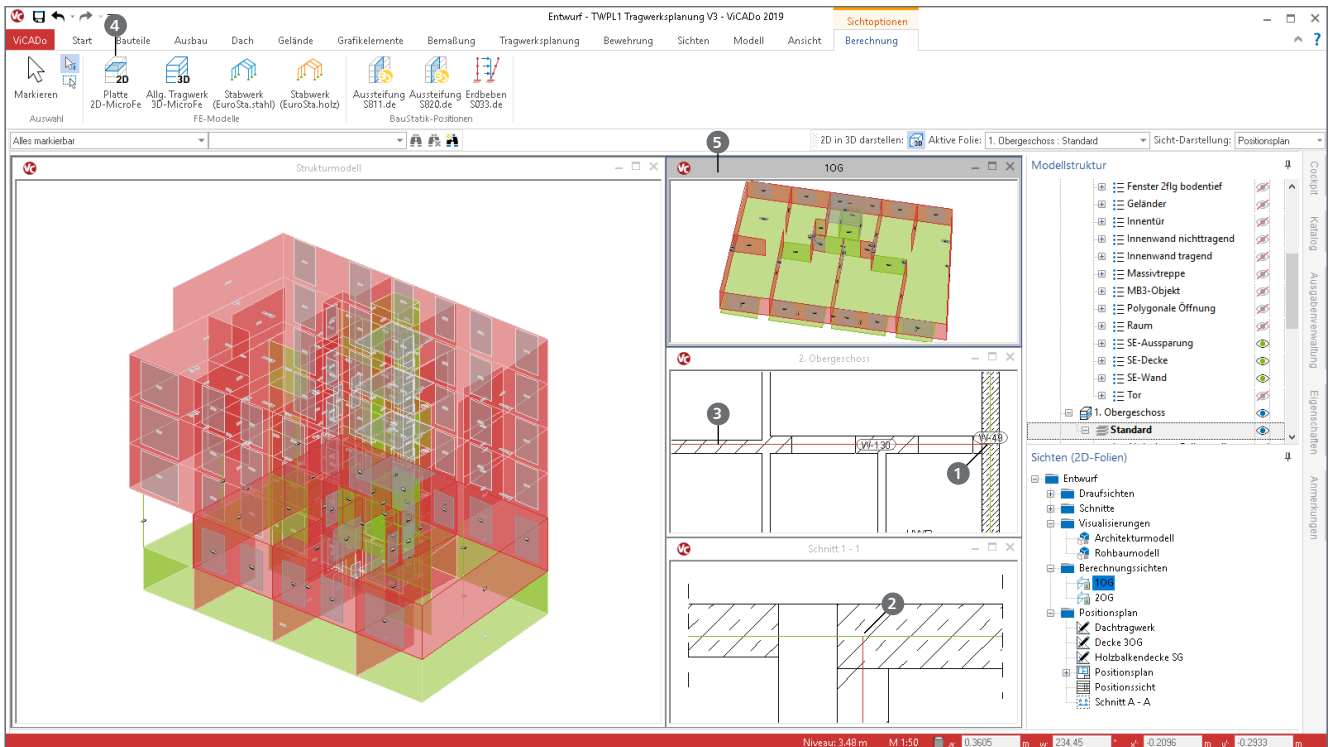 Entwurf - TWPL1 Tragwerksplanung V3 - ViCADo 2019
Sichtoptionen
4
ViCADo Start Bauteile Ausbau Dach Gelände Grafikelemente Bemaßung Tragwerksplanung Bewehrung Sichten Modell Ansicht Berechnung
Markieren
Platte 2D-MicroFe
Allg. Tragwerk 3D-MicroFe
Stabwerk (EuroSta.stahl)
Stabwerk (EuroSta.holz)
Aussteifung S811.de
Aussteifung S820.de
Erdbeben S033.de
Auswahl FE-Modelle BauStatik-Positionen
Alles markierbar
2D in 3D darstellen: Aktive Folie: 1. Obergeschoss : Standard Sicht-Darstellung: Positionsplan
Strukturmodell
5
1OG
2. Obergeschoss
3
W-130
W-49
1
HWR
Schnitt 1 - 1
2
Modellstruktur
Fenster 2flg bodentief
Geländer
Innentür
Innenwand nichttragend
Innenwand tragend
Massivtreppe
MB3-Objekt
Polygonale Öffnung
Raum
SE-Aussparung
SE-Decke
SE-Wand
Tor
1. Obergeschoss
Standard
Sichten (2D-Folien)
Entwurf
Draufsichten
Schnitte
Visualisierungen
Architekturmodell
Rohbaumodell
Berechnungssichten
1OG
2OG
Positionsplan
Dachtragwerk
Decke 3OG
Holzbalkendecke SG
Positionsplan
Positionssicht
Schnitt A - A
Cockpit
Katalog
Ausgabenverwaltung
Eigenschaften
Anmerkungen
Niveau: 3.48 m M 1:50 a: 0.3605 m w: 234.45 ° x': -0.2096 m y': -0.2933 m